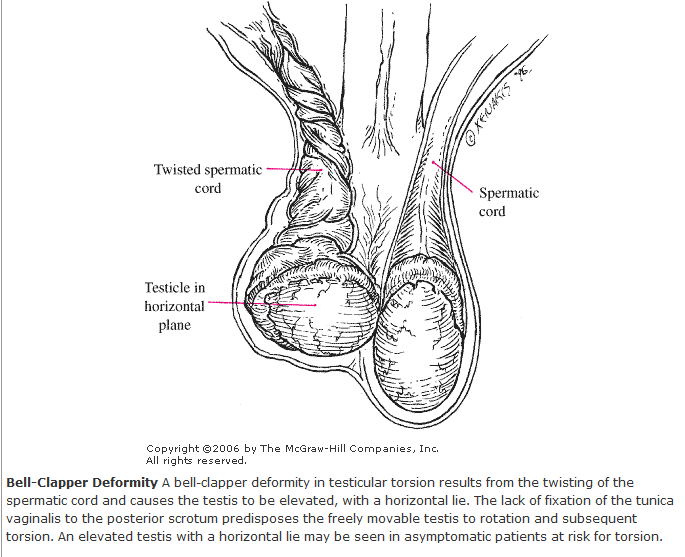 © XENAKIS '96.
Twisted spermatic
cord
Spermatic
cord
Testicle in
horizontal
plane
Copyright ©2006 by The McGraw-Hill Companies, Inc.
All rights reserved.
Bell-Clapper Deformity A bell-clapper deformity in testicular torsion results from the twisting of the
spermatic cord and causes the testis to be elevated, with a horizontal lie. The lack of fixation of the tunica
vaginalis to the posterior scrotum predisposes the freely movable testis to rotation and subsequent
torsion. An elevated testis with a horizontal lie may be seen in asymptomatic patients at risk for torsion.